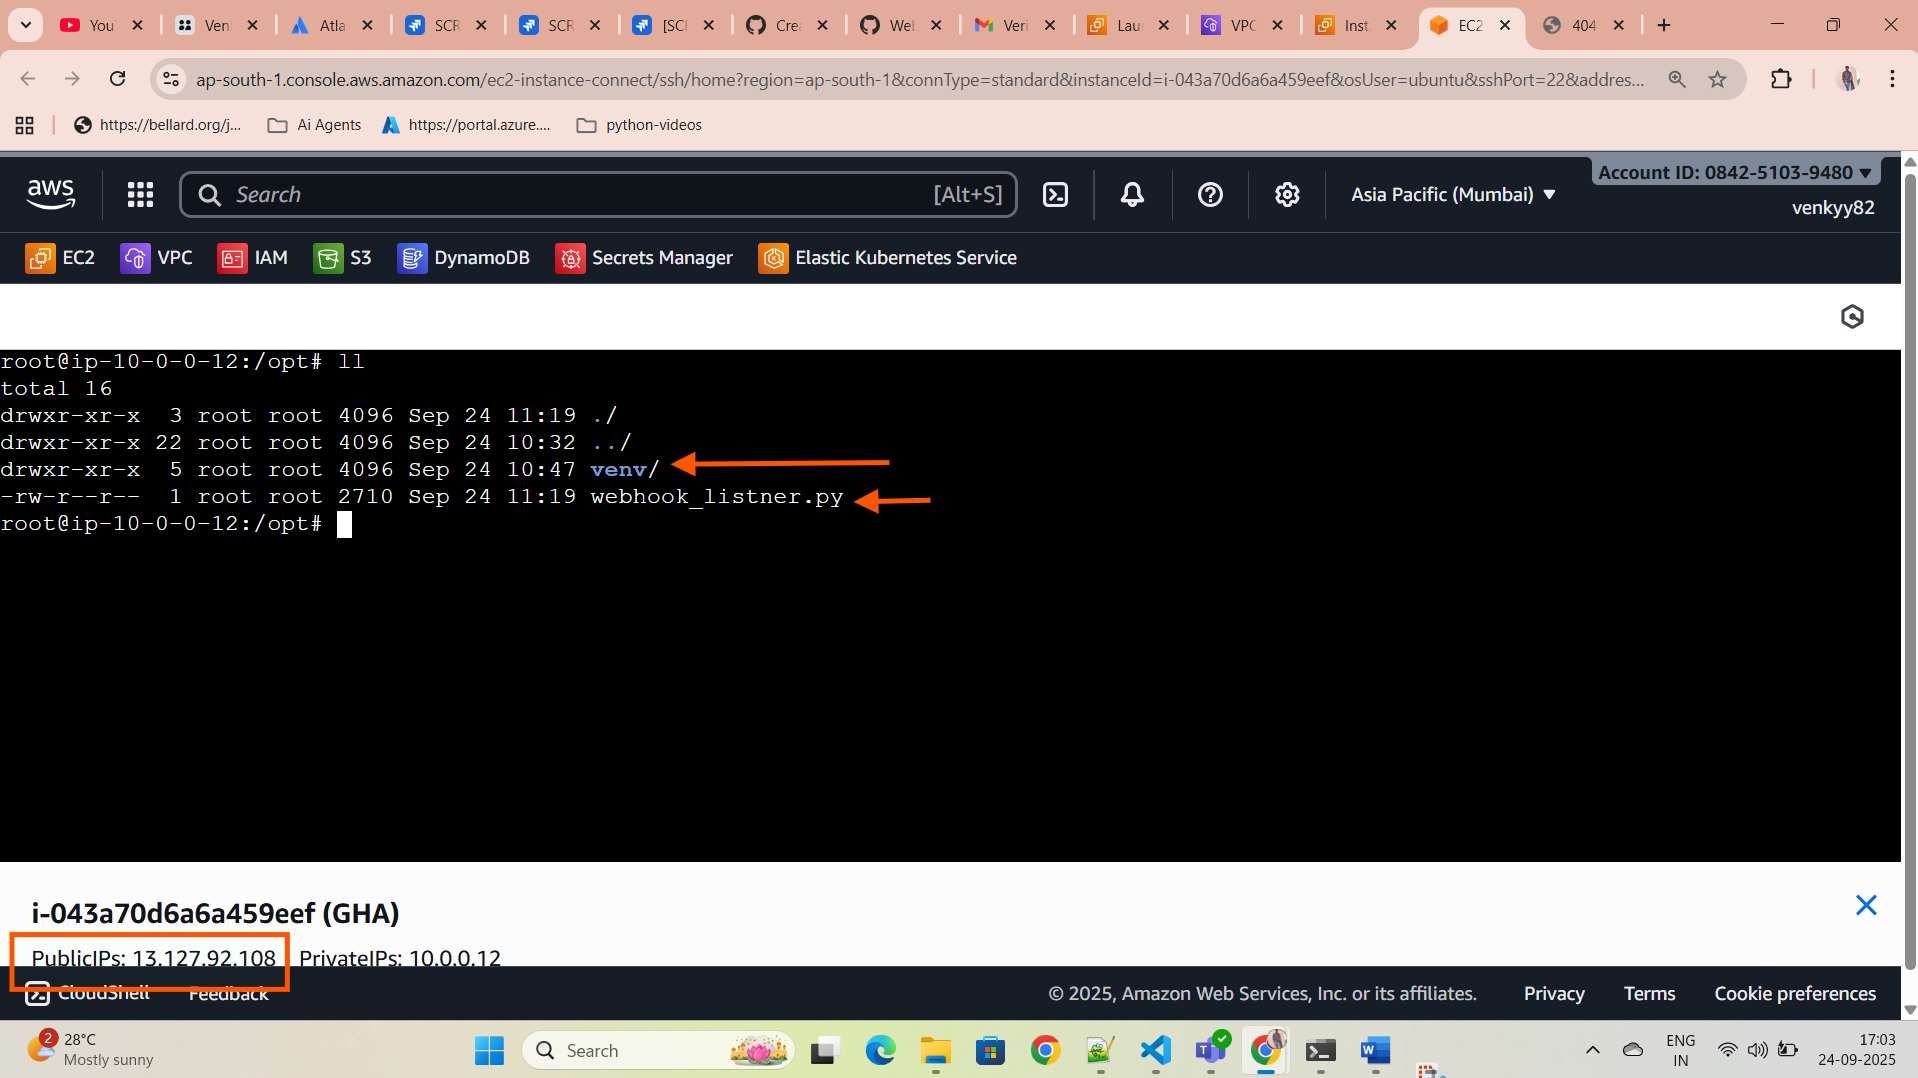 You
Ven
Atla
SCR
SCR
[SCF
Crea
Web
Veri
Lau
VPC
Inst
EC2
404
ap-south-1.console.aws.amazon.com/ec2-instance-connect/ssh/home?region=ap-south-1&connType=standard&instanceId=i-043a70d6a6a459eef&osUser=ubuntu&sshPort=22&addres...
https://bellard.org/j...
Ai Agents
https://portal.azure....
python-videos
aws
Search
[Alt+S]
Asia Pacific (Mumbai)
Account ID: 0842-5103-9480
venkyy82
EC2
VPC
IAM
S3
DynamoDB
Secrets Manager
Elastic Kubernetes Service
root@ip-10-0-0-12:/opt# ll
total 16
drwxr-xr-x  3 root root 4096 Sep 24 11:19 ./
drwxr-xr-x 22 root root 4096 Sep 24 10:32 ../
drwxr-xr-x  5 root root 4096 Sep 24 10:47 venv/
-rw-r--r--  1 root root 2710 Sep 24 11:19 webhook_listner.py
root@ip-10-0-0-12:/opt#
i-043a70d6a6a459eef (GHA)
PublicIPs: 13.127.92.108 PrivateIPs: 10.0.0.12
CloudShell
Feedback
© 2025, Amazon Web Services, Inc. or its affiliates.
Privacy
Terms
Cookie preferences
2
28°C
Mostly sunny
Search
ENG
IN
17:03
24-09-2025